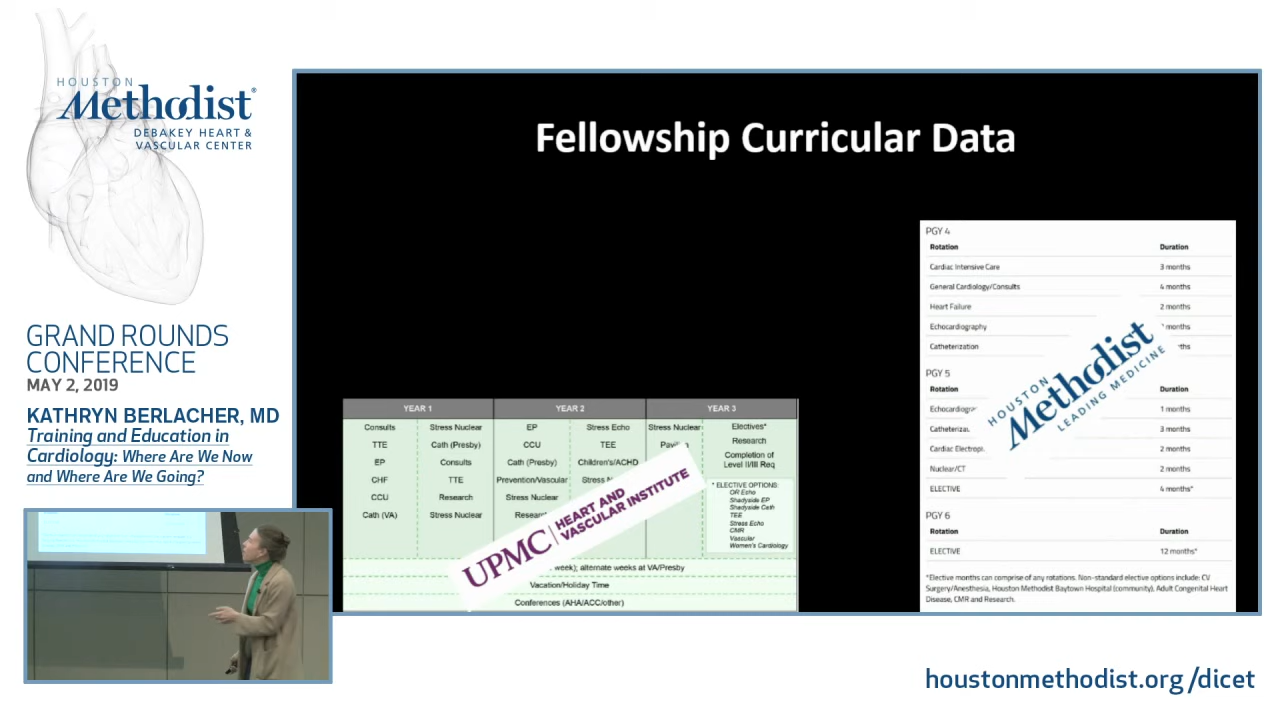 HOUSTON
Methodist®
DEBAKEY HEART &
VASCULAR CENTER
GRAND ROUNDS
CONFERENCE
MAY 2, 2019
KATHRYN BERLACHER, MD
Training and Education in
Cardiology: Where Are We Now
and Where Are We Going?
Fellowship Curricular Data
YEAR 1 YEAR 2 YEAR 3
Consults Stress Nuclear EP Stress Echo Stress Nuclear Electives*
TTE Cath (Presby) CCU TEE Research
EP Consults Cath (Presby) Children's/ACHD Completion of
Level II/III Req
CHF TTE Prevention/Vascular Stress
CCU Research Stress Nuclear
Cath (VA) Stress Nuclear
* ELECTIVE OPTIONS:
OR Echo
Shadyside EP
Shadyside Cath
TEE
Stress Echo
CMR
Vascular
Women's Cardiology
UPMC HEART AND
VASCULAR INSTITUTE
week); alternate weeks at VA/Presby
Vacation/Holiday Time
Conferences (AHA/ACC/other)
PGY 4
Rotation Duration
Cardiac Intensive Care 3 months
General Cardiology/Consults 4 months
Heart Failure 2 months
Echocardiography months
Catheterization
PGY 5
Rotation Duration
1 months
3 months
Cardiac 2 months
Nuclear/CT 2 months
ELECTIVE 4 months*
HOUSTON
Methodist
LEADING MEDICINE
PGY 6
Rotation Duration
ELECTIVE 12 months*
*Elective months can comprise of any rotations. Non-standard elective options include: CV
Surgery/Anesthesia, Houston Methodist Baytown Hospital (community), Adult Congenital Heart
Disease, CMR and Research.
houstonmethodist.org/dicet